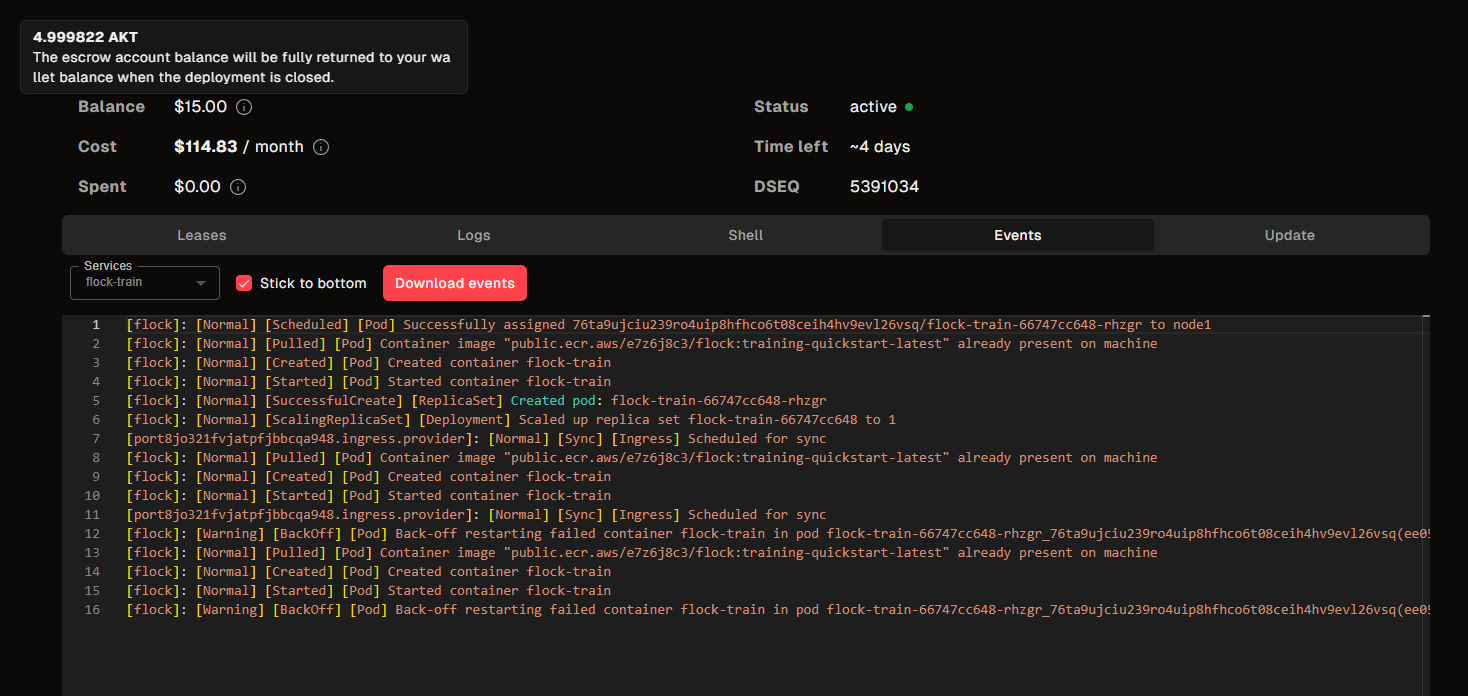 4.999822 AKT
The escrow account balance will be fully returned to your wa
llet balance when the deployment is closed.
Balance $15.00
Status active
Cost $114.83 / month
Time left ~4 days
Spent $0.00
DSEQ 5391034
Leases Logs Shell Events Update
Services
flock-train
Stick to bottom
Download events
1 [flock]: [Normal] [Scheduled] [Pod] Successfully assigned 76ta9ujciu239ro4uip8hfhco6t08ceih4hv9evl26vsq/flock-train-66747cc648-rhzgr to node1
2 [flock]: [Normal] [Pulled] [Pod] Container image "public.ecr.aws/e7z6j8c3/flock:training-quickstart-latest" already present on machine
3 [flock]: [Normal] [Created] [Pod] Created container flock-train
4 [flock]: [Normal] [Started] [Pod] Started container flock-train
5 [flock]: [Normal] [SuccessfulCreate] [ReplicaSet] Created pod: flock-train-66747cc648-rhzgr
6 [flock]: [Normal] [ScalingReplicaSet] [Deployment] Scaled up replica set flock-train-66747cc648 to 1
7 [port8jo321fvjatpfjbbcqa948.ingress.provider]: [Normal] [Sync] [Ingress] Scheduled for sync
8 [flock]: [Normal] [Pulled] [Pod] Container image "public.ecr.aws/e7z6j8c3/flock:training-quickstart-latest" already present on machine
9 [flock]: [Normal] [Created] [Pod] Created container flock-train
10 [flock]: [Normal] [Started] [Pod] Started container flock-train
11 [port8jo321fvjatpfjbbcqa948.ingress.provider]: [Normal] [Sync] [Ingress] Scheduled for sync
12 [flock]: [Warning] [BackOff] [Pod] Back-off restarting failed container flock-train in pod flock-train-66747cc648-rhzgr_76ta9ujciu239ro4uip8hfhco6t08ceih4hv9evl26vsq(ee05
13 [flock]: [Normal] [Pulled] [Pod] Container image "public.ecr.aws/e7z6j8c3/flock:training-quickstart-latest" already present on machine
14 [flock]: [Normal] [Created] [Pod] Created container flock-train
15 [flock]: [Normal] [Started] [Pod] Started container flock-train
16 [flock]: [Warning] [BackOff] [Pod] Back-off restarting failed container flock-train in pod flock-train-66747cc648-rhzgr_76ta9ujciu239ro4uip8hfhco6t08ceih4hv9evl26vsq(ee05